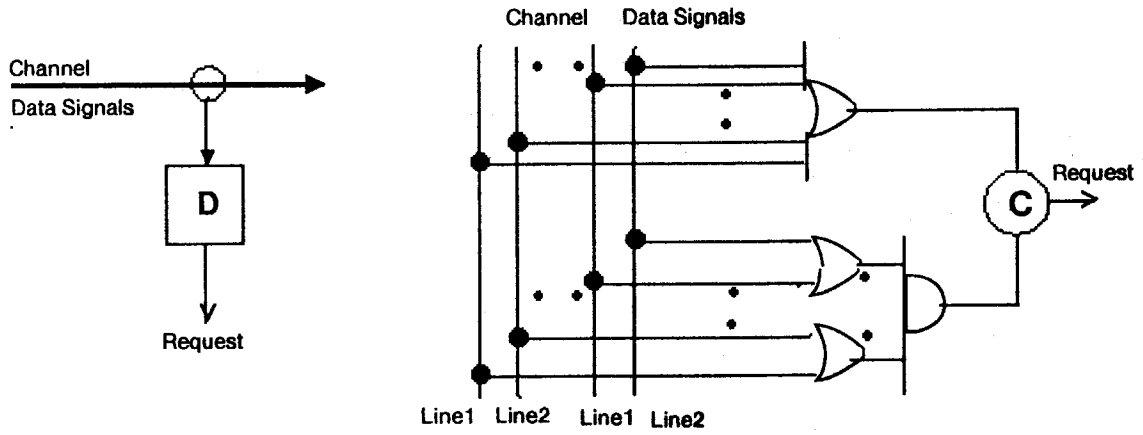 Channel
Data Signals
D
Request
Channel Data Signals
C
Request
Line1 Line2 Line1 Line2